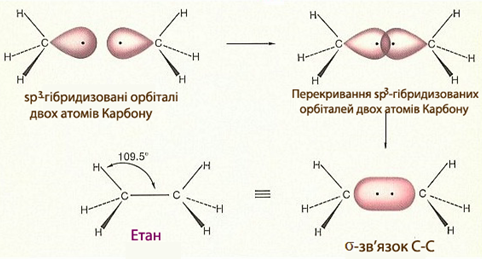 H H
C C
H H
H H
sp3-гібридизовані орбіталі
двох атомів Карбону
H H
C C
H H
H H
Перекривання sp3-гібридизованих
орбіталей двох атомів Карбону
109.5°
H H
C C
H H
H H
Етан
≡
H H
C C
H H
H H
σ-зв'язок С-С